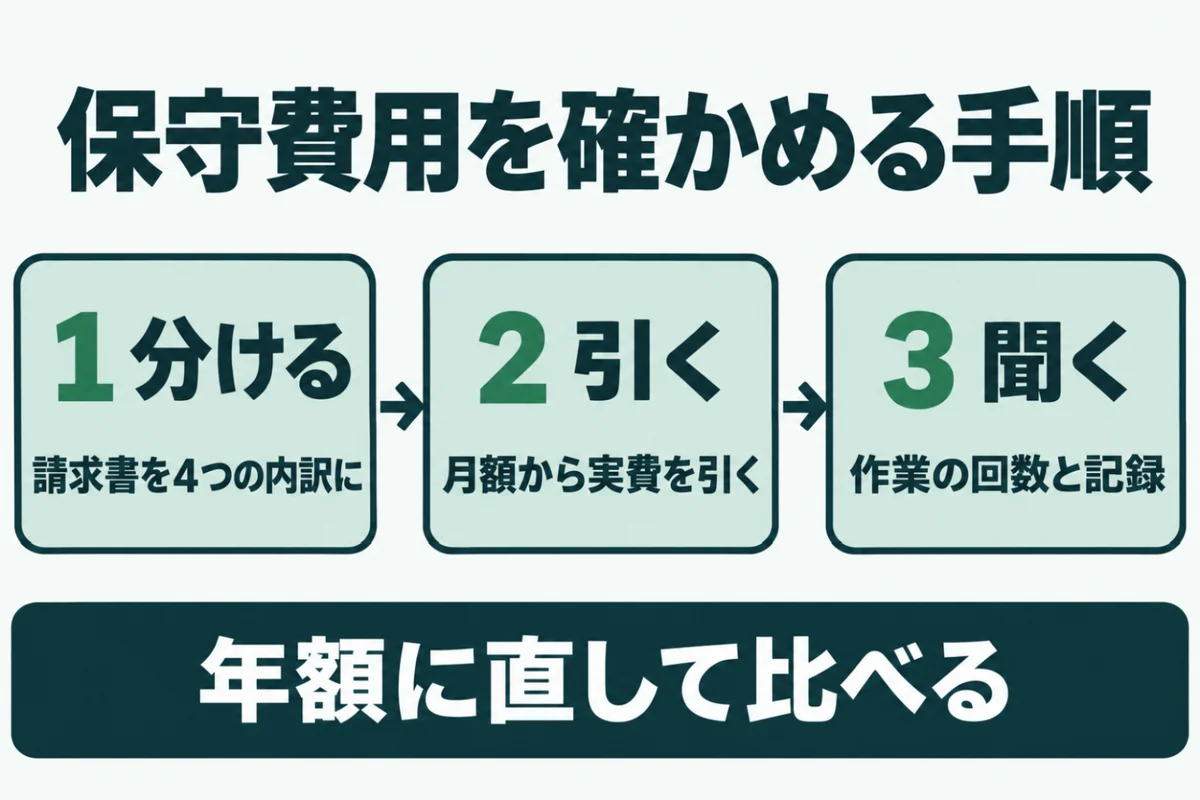 保守費用を確かめる手順
1 分ける
請求書を4つの内訳に
2 引く
月額から実費を引く
3 聞く
作業の回数と記録
年額に直して比べる